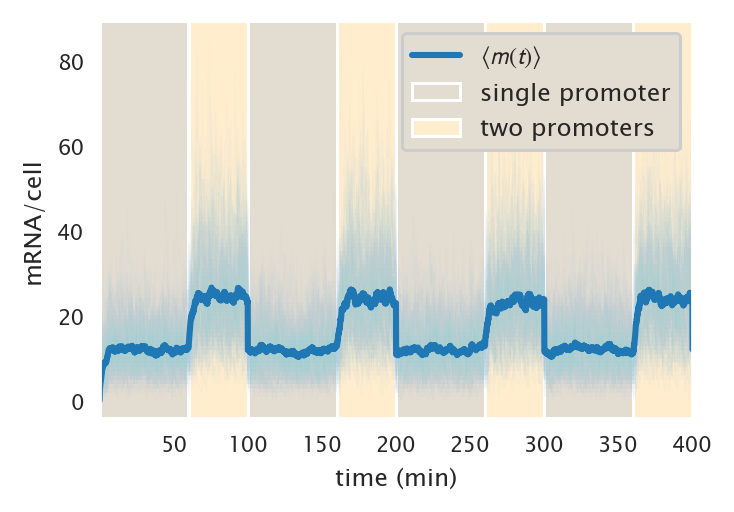 80
60
40
20
0
mRNA/cell
⟨m(t)⟩
single promoter
two promoters
50 100 150 200 250 300 350 400
time (min)